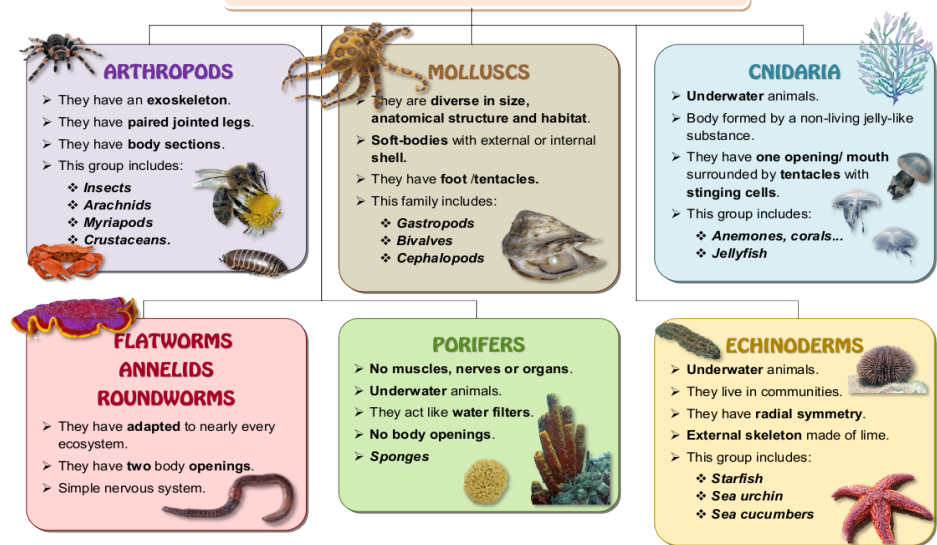 ARTHROPODS
➢ They have an exoskeleton.
➢ They have paired jointed legs.
➢ They have body sections.
➢ This group includes:
❖ Insects
❖ Arachnids
❖ Myriapods
❖ Crustaceans.
MOLLUSCS
They are diverse in size,
anatomical structure and habitat.
➢ Soft-bodies with external or internal
shell.
➢ They have foot /tentacles.
➢ This family includes:
❖ Gastropods
❖ Bivalves
❖ Cephalopods
CNIDARIA
➢ Underwater animals.
➢ Body formed by a non-living jelly-like
substance.
➢ They have one opening/ mouth
surrounded by tentacles with
stinging cells.
➢ This group includes:
❖ Anemones, corals...
❖ Jellyfish
FLATWORMS
ANNELIDS
ROUNDWORMS
➢ They have adapted to nearly every
ecosystem.
➢ They have two body openings.
➢ Simple nervous system.
PORIFERS
➢ No muscles, nerves or organs.
➢ Underwater animals.
➢ They act like water filters.
➢ No body openings.
➢ Sponges
ECHINODERMS
➢ Underwater animals.
➢ They live in communities.
➢ They have radial symmetry.
➢ External skeleton made of lime.
➢ This group includes:
❖ Starfish
❖ Sea urchin
❖ Sea cucumbers